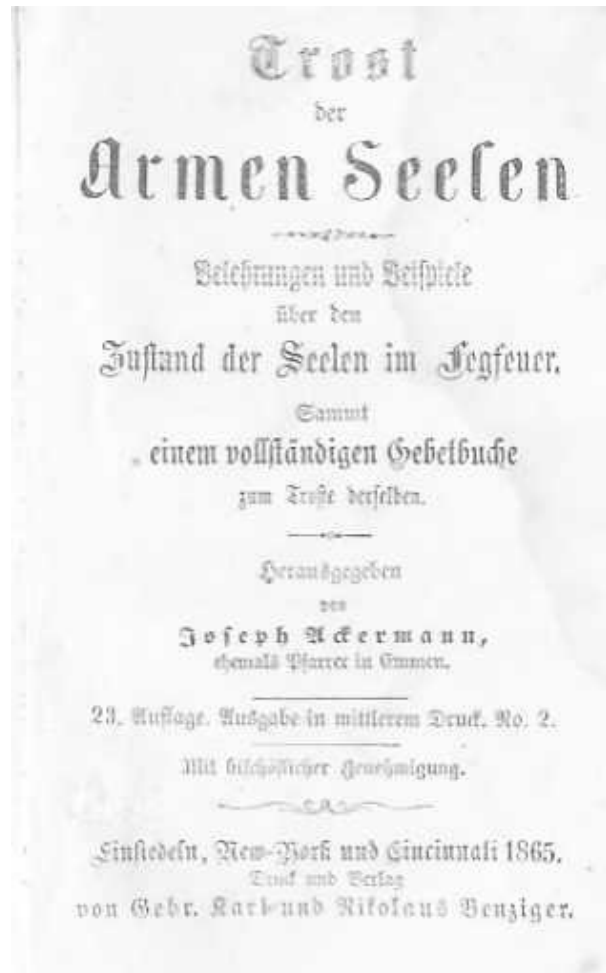 Trost
der
Armen Seelen
Belehrungen und Beispiele
über den
Zustand der Seelen im Fegfeuer.
Sammt
einem vollständigen Gebetbuche
zum Troste derselben.
Herausgegeben
von
Joseph Ackermann,
ehemals Pfarrer in Emmen.
23. Auflage. Ausgabe in mittlerem Druck. No. 2.
Mit bischöflicher Genehmigung.
Einsiedeln, New-York und Cincinnati 1865.
Druck und Verlag
von Gebr. Karl und Nikolaus Benziger.